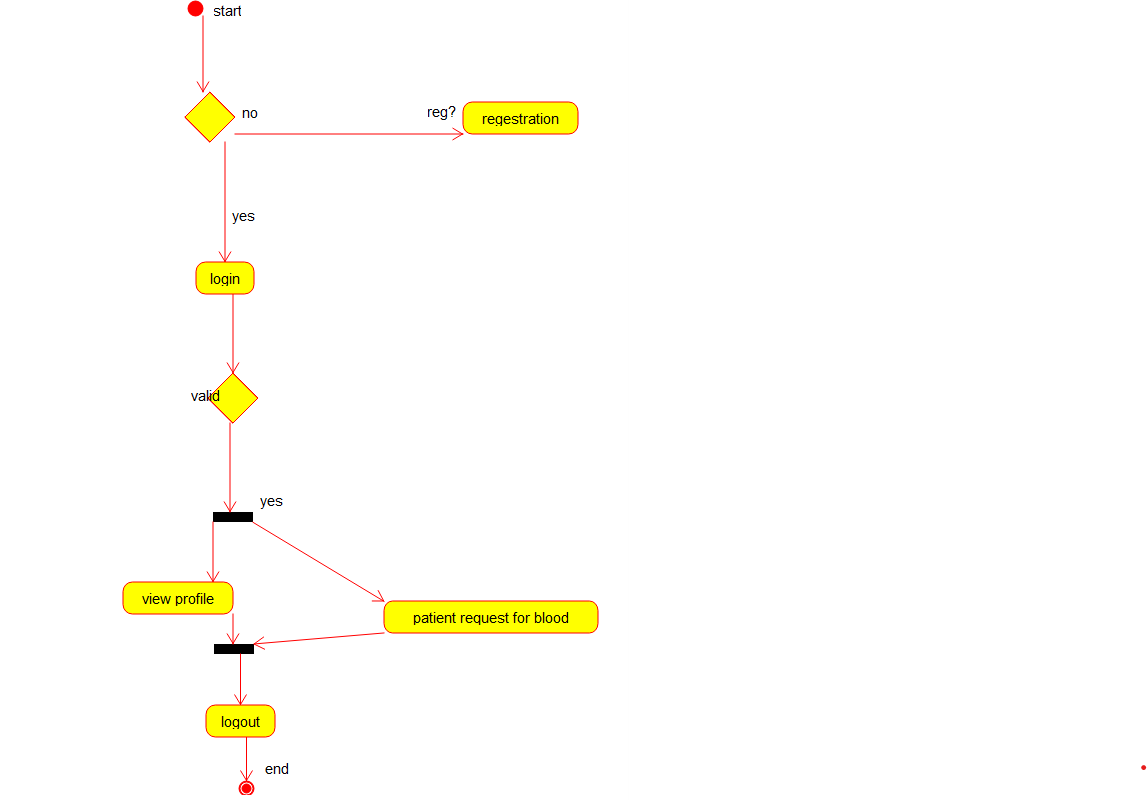 start
no
reg?
regestration
yes
login
valid
yes
view profile
patient request for blood
logout
end